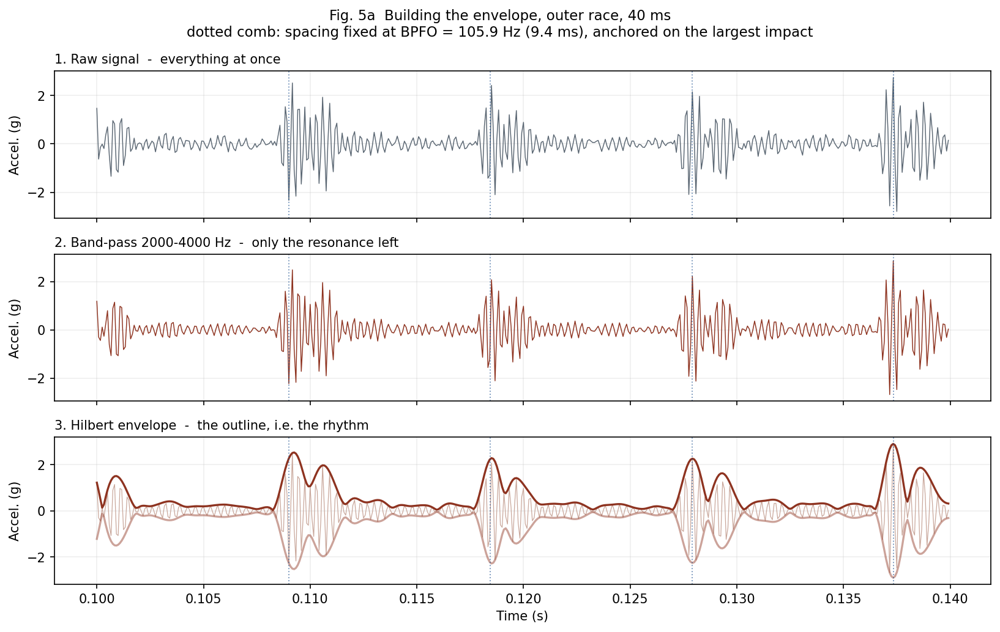 Fig. 5a  Building the envelope, outer race, 40 ms
dotted comb: spacing fixed at BPFO = 105.9 Hz (9.4 ms), anchored on the largest impact
1. Raw signal  -  everything at once
Accel. (g)
2
0
−2
2. Band-pass 2000-4000 Hz  -  only the resonance left
Accel. (g)
2
0
−2
3. Hilbert envelope  -  the outline, i.e. the rhythm
Accel. (g)
2
0
−2
0.100 0.105 0.110 0.115 0.120 0.125 0.130 0.135 0.140
Time (s)